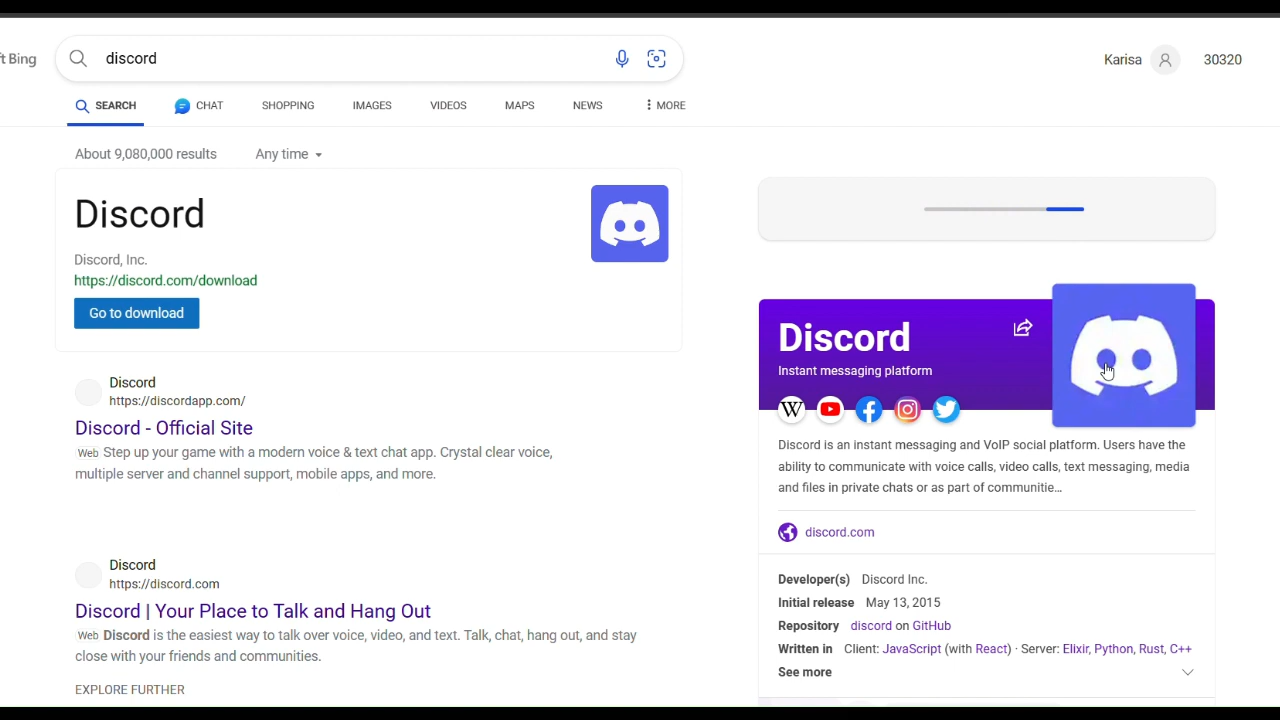 ft Bing
discord
Karisa
30320
SEARCH
CHAT
SHOPPING
IMAGES
VIDEOS
MAPS
NEWS
MORE
About 9,080,000 results
Any time
Discord
Discord, Inc.
https://discord.com/download
Go to download
Discord
https://discordapp.com/
Discord - Official Site
Web Step up your game with a modern voice & text chat app. Crystal clear voice,
multiple server and channel support, mobile apps, and more.
Discord
https://discord.com
Discord | Your Place to Talk and Hang Out
Web Discord is the easiest way to talk over voice, video, and text. Talk, chat, hang out, and stay
close with your friends and communities.
EXPLORE FURTHER
Discord
Instant messaging platform
W
Discord is an instant messaging and VoIP social platform. Users have the
ability to communicate with voice calls, video calls, text messaging, media
and files in private chats or as part of communitie…
discord.com
Developer(s) Discord Inc.
Initial release May 13, 2015
Repository discord on GitHub
Written in Client: JavaScript (with React) · Server: Elixir, Python, Rust, C++
See more